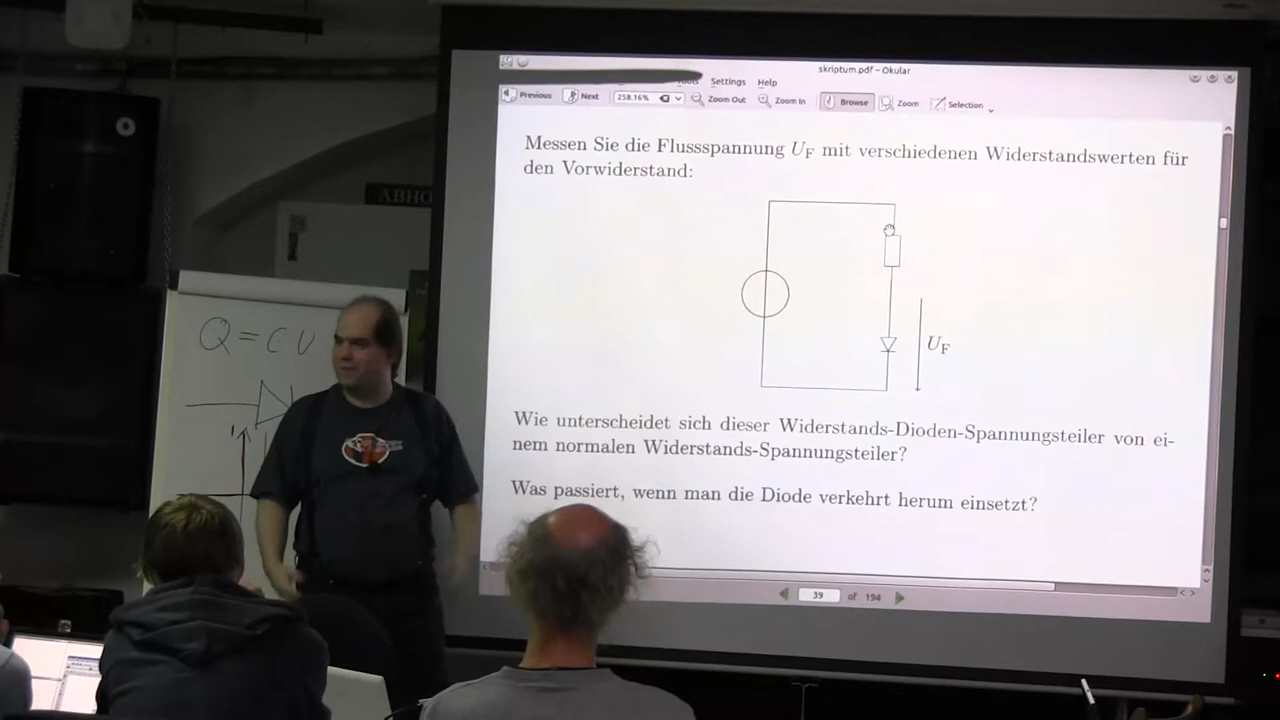 skriptum.pdf – Okular
Settings Help
Previous Next 258.16% Zoom Out Zoom In Browse Zoom Selection
Messen Sie die Flussspannung UF mit verschiedenen Widerstandswerten für
den Vorwiderstand:
UF
Wie unterscheidet sich dieser Widerstands-Dioden-Spannungsteiler von ei-
nem normalen Widerstands-Spannungsteiler?
Was passiert, wenn man die Diode verkehrt herum einsetzt?
39 of 194
ABHO
Q = C U